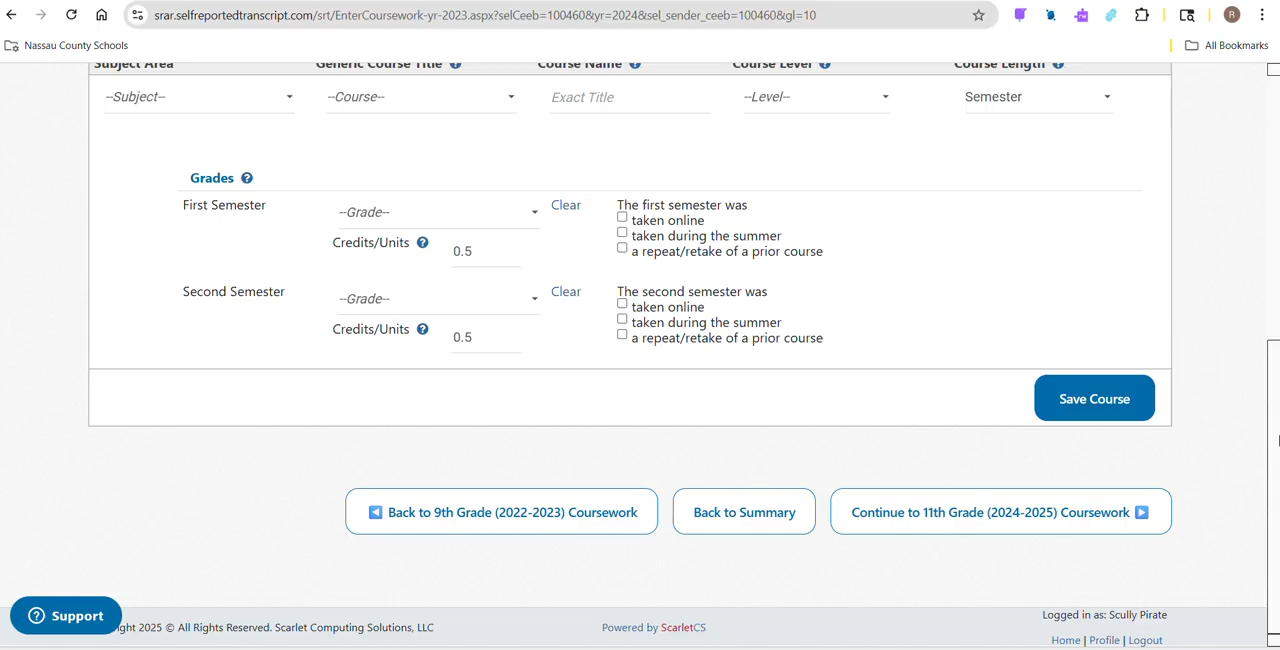 srar.selfreportedtranscript.com/srt/EnterCoursework-yr-2023.aspx?selCeeb=100460&yr=2024&sel_sender_ceeb=100460&gl=10
R
Nassau County Schools
All Bookmarks
Subject Area Generic Course Title ? Course Name ? Course Level ? Course Length ?
--Subject-- --Course-- Exact Title --Level-- Semester
Grades ?
First Semester --Grade-- Clear The first semester was
taken online
taken during the summer
Credits/Units ? 0.5 a repeat/retake of a prior course
Second Semester --Grade-- Clear The second semester was
taken online
taken during the summer
Credits/Units ? 0.5 a repeat/retake of a prior course
Save Course
Back to 9th Grade (2022-2023) Coursework Back to Summary Continue to 11th Grade (2024-2025) Coursework
? Support
ght 2025 © All Rights Reserved. Scarlet Computing Solutions, LLC Powered by ScarletCS Logged in as: Scully Pirate
Home | Profile | Logout